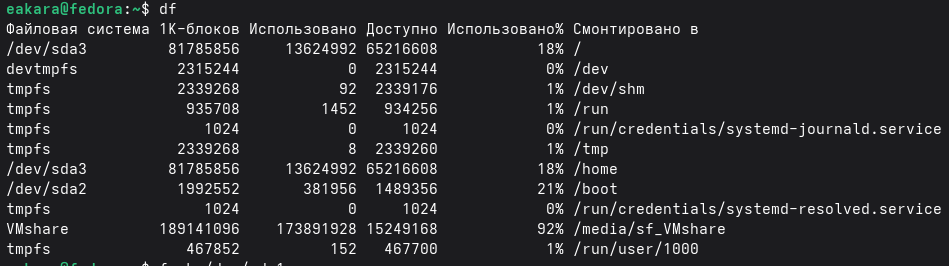 eakara@fedora:~$ df
Файловая система 1K-блоков Использовано Доступно Использовано% Смонтировано в
/dev/sda3 81785856 13624992 65216608 18% /
devtmpfs 2315244 0 2315244 0% /dev
tmpfs 2339268 92 2339176 1% /dev/shm
tmpfs 935708 1452 934256 1% /run
tmpfs 1024 0 1024 0% /run/credentials/systemd-journald.service
tmpfs 2339268 8 2339260 1% /tmp
/dev/sda3 81785856 13624992 65216608 18% /home
/dev/sda2 1992552 381956 1489356 21% /boot
tmpfs 1024 0 1024 0% /run/credentials/systemd-resolved.service
VMshare 189141096 173891928 15249168 92% /media/sf_VMshare
tmpfs 467852 152 467700 1% /run/user/1000